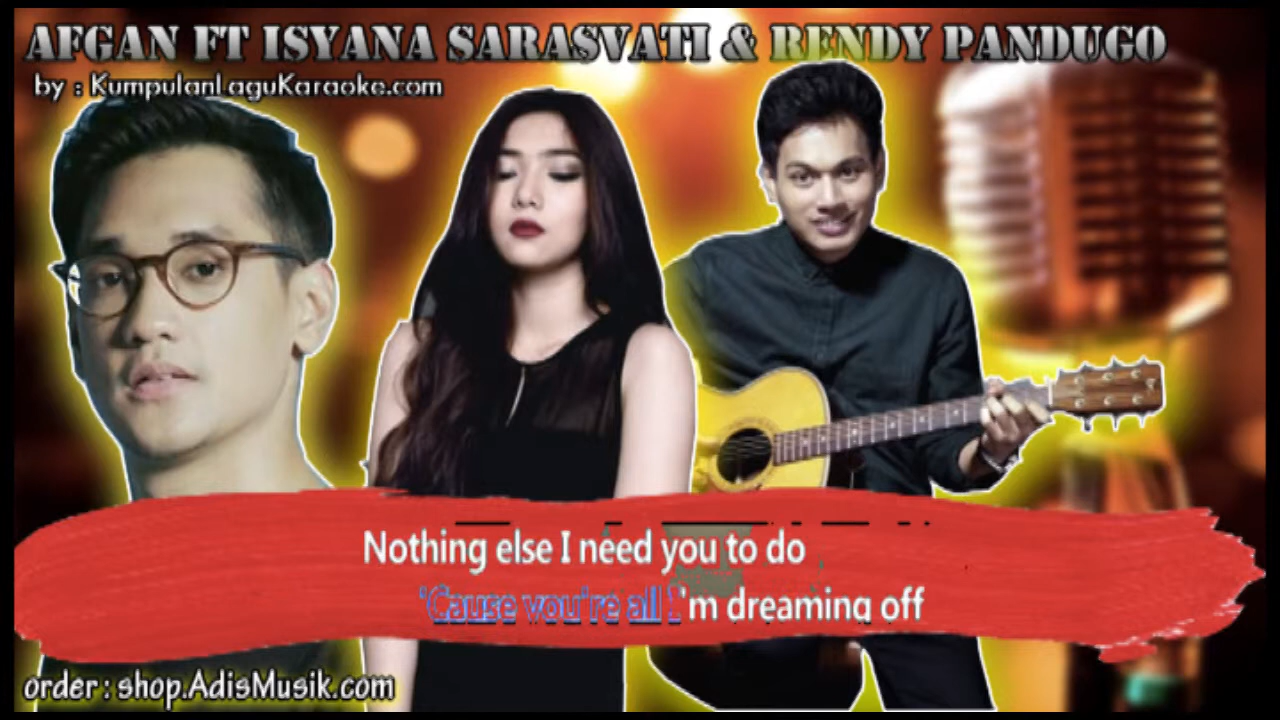 AFGAN FT ISYANA SARASVATI & RENDY PANDUGO
by : KumpulanLaguKaraoke.com
Nothing else I need you to do
'Cause you're all I'm dreaming off
order : shop.AdisMusik.com